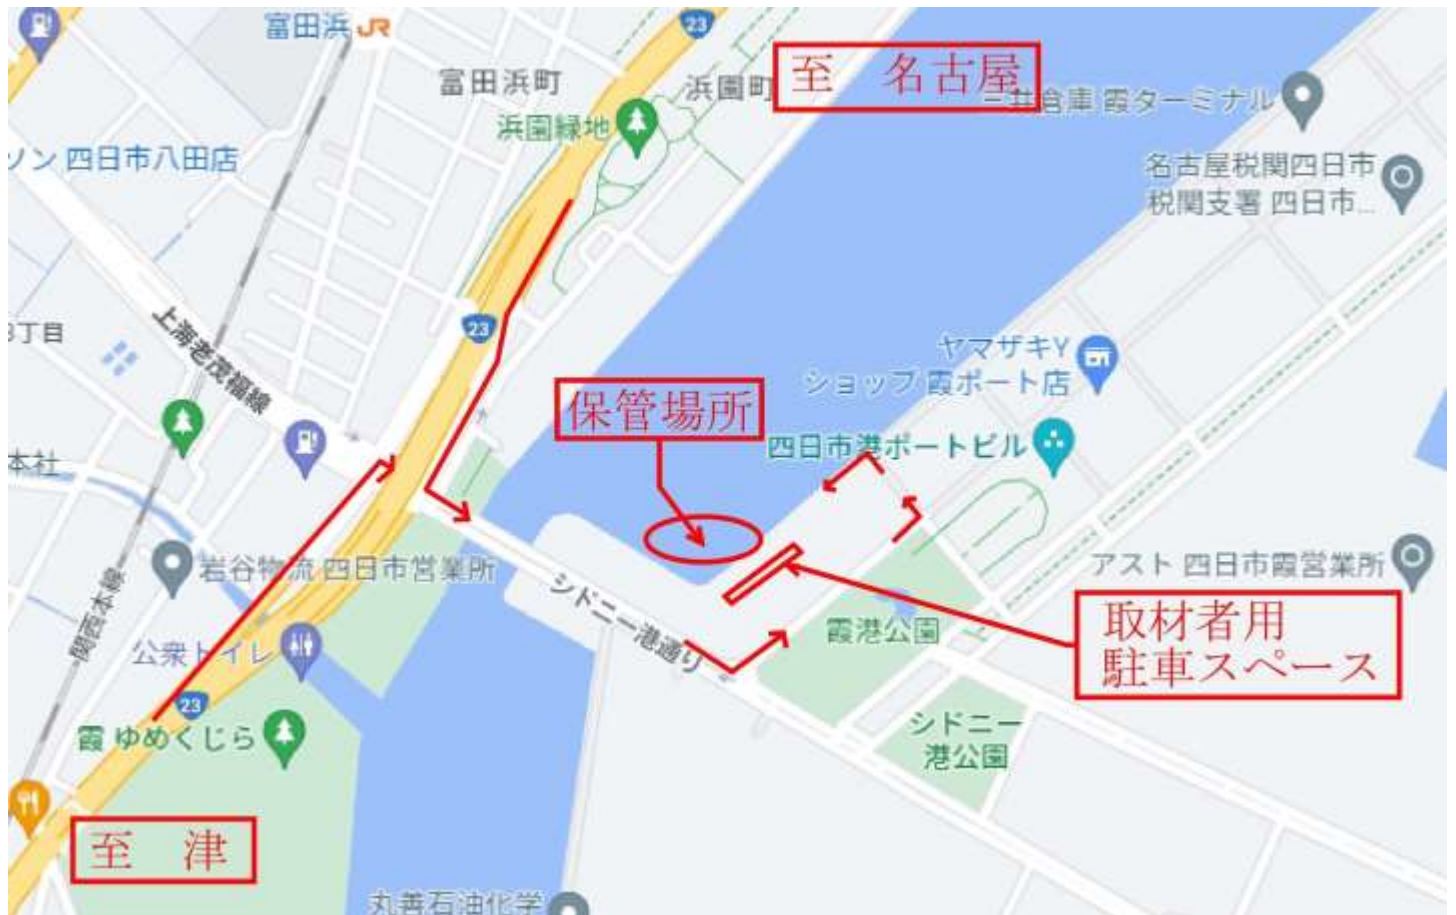 富田浜 JR
23
富田浜町
浜園町
至 名古屋
三井倉庫 霞ターミナル
浜園緑地
ソン 四日市八田店
名古屋税関四日市
税関支署 四日市...
23
3丁目
上海老茂福線
ヤマザキY
ショップ 霞ポート店
保管場所
四日市港ポートビル
本社
岩谷物流 四日市営業所
アスト 四日市霞営業所
シドニー港通り
関西本線
取材者用
駐車スペース
霞港公園
公衆トイレ
23
霞 ゆめくじら
シドニー
港公園
至 津
丸善石油化学